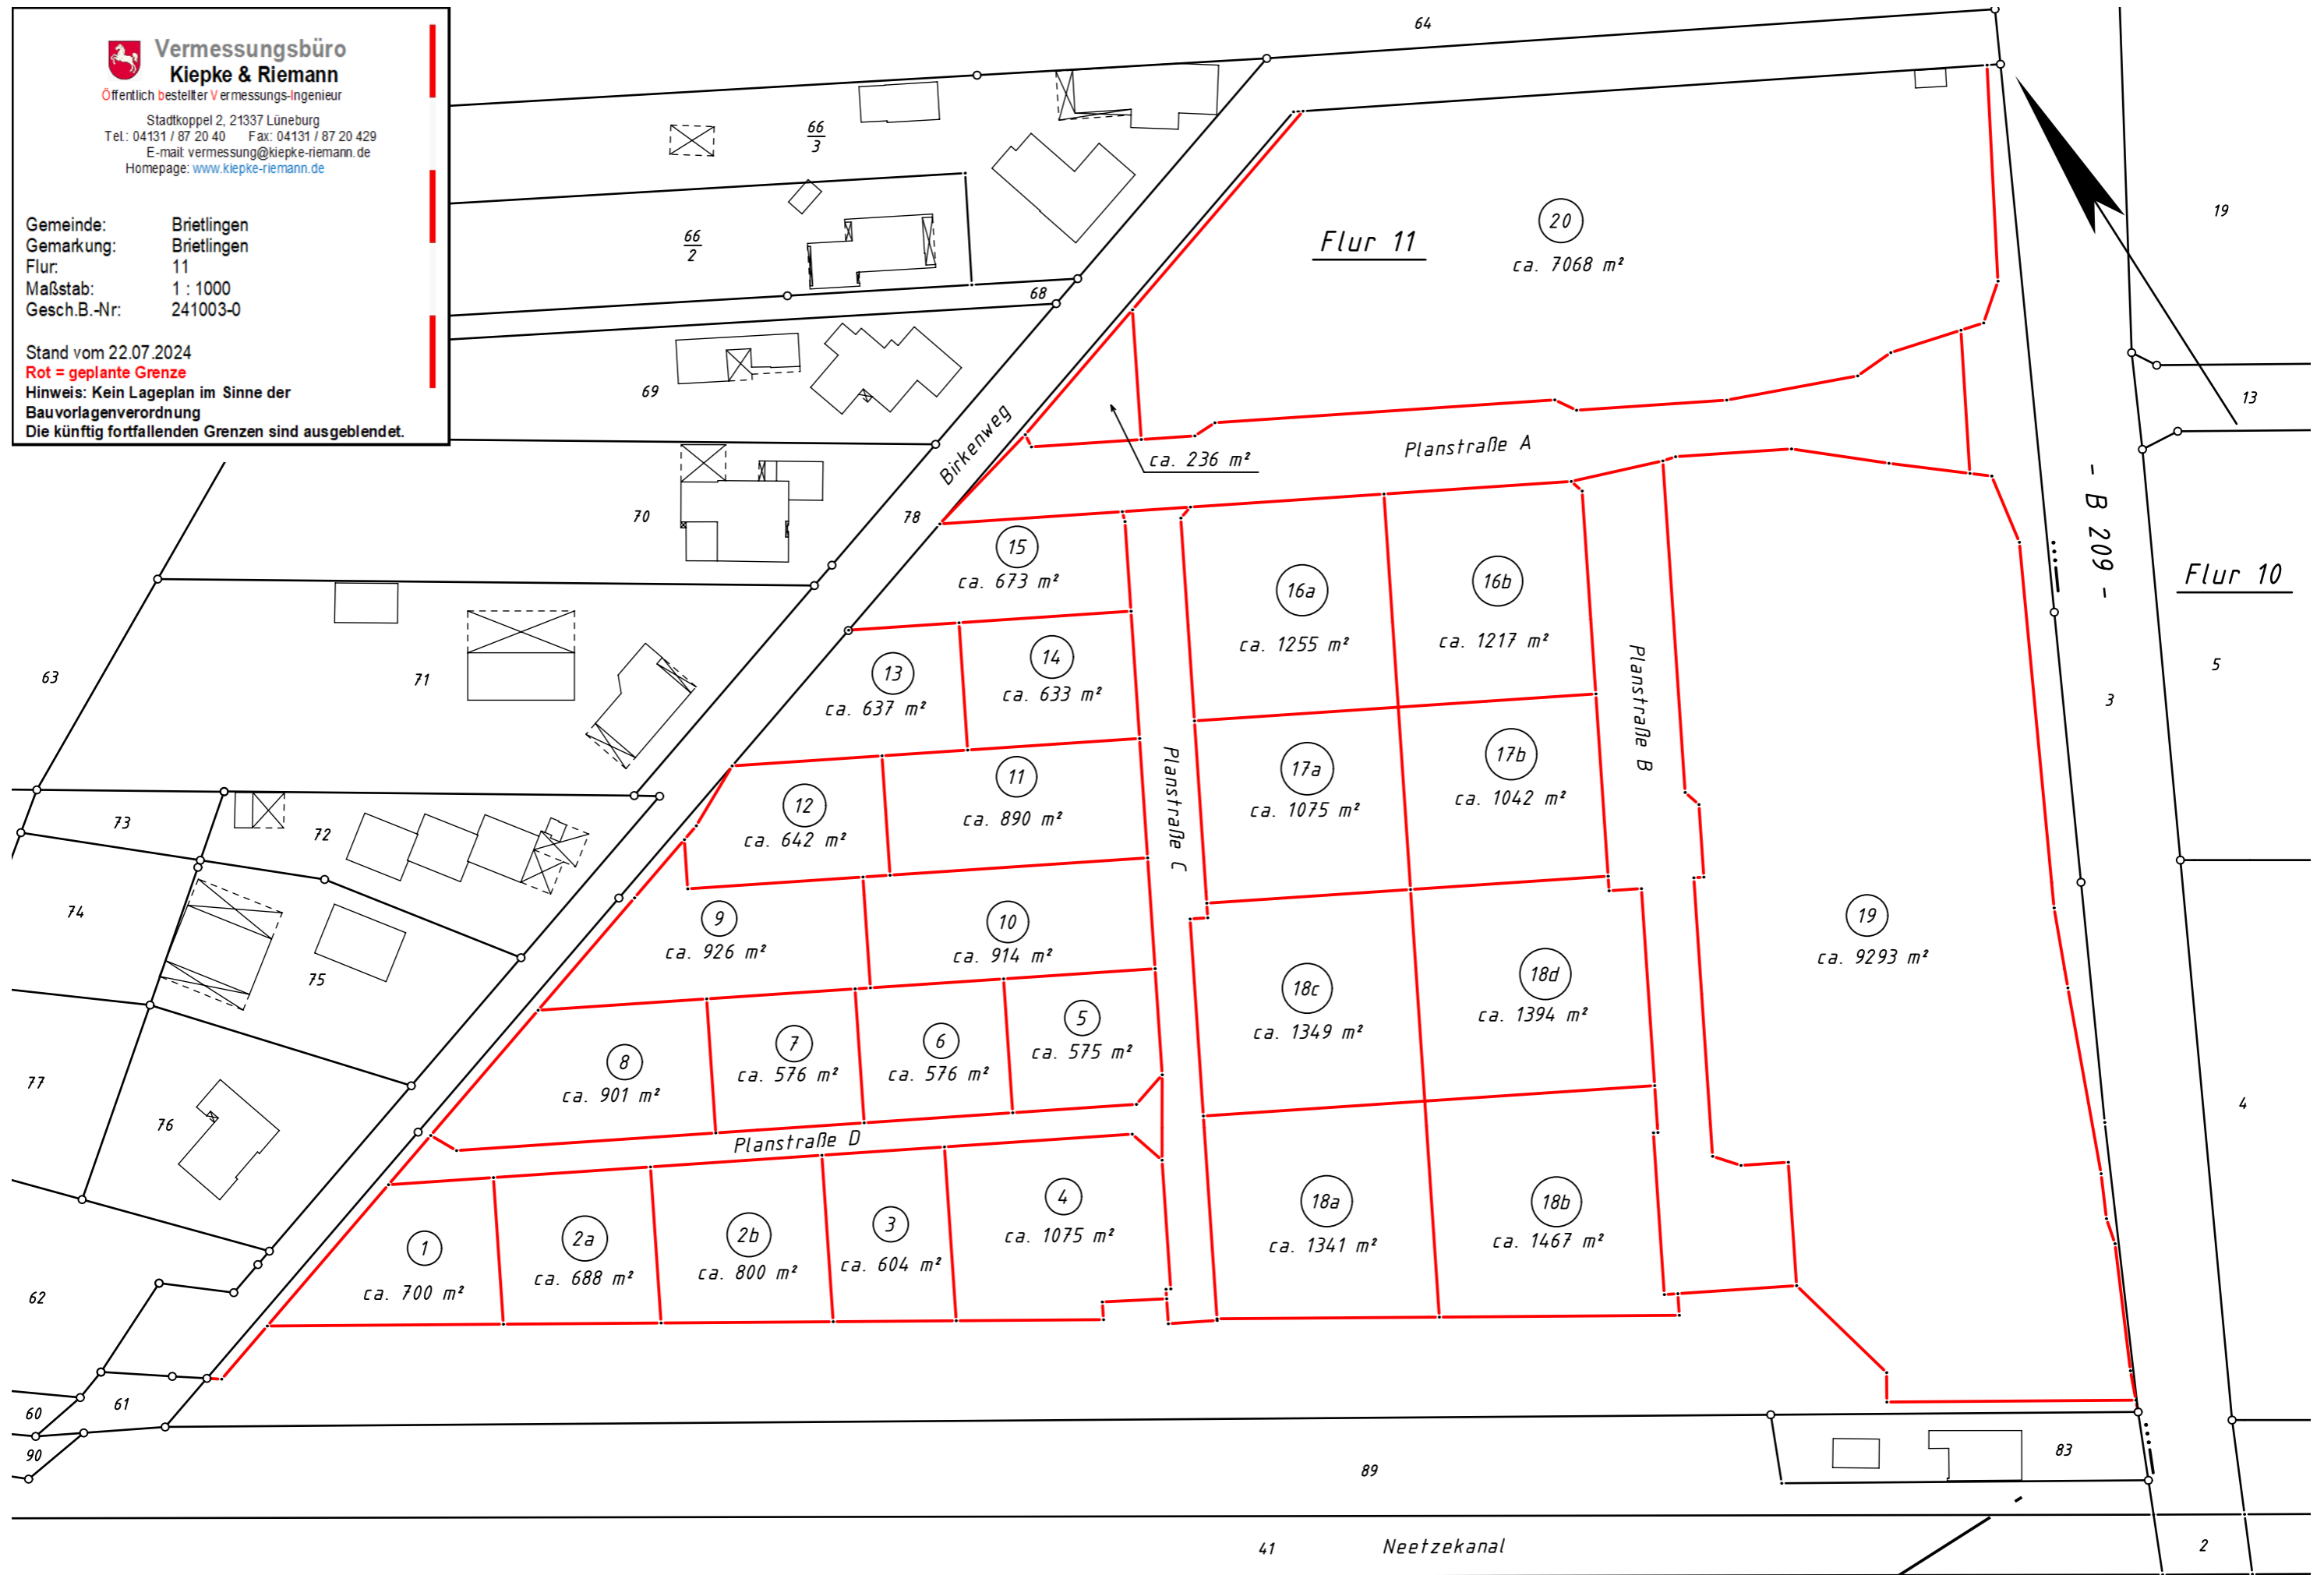 Vermessungsbüro
Kiepke & Riemann
Öffentlich bestellter Vermessungs-Ingenieur
Stadtkoppel 2, 21337 Lüneburg
Tel.: 04131 / 87 20 40 Fax: 04131 / 87 20 429
E-mail: vermessung@kiepke-riemann.de
Homepage: www.kiepke-riemann.de
Gemeinde: Brietlingen
Gemarkung: Brietlingen
Flur: 11
Maßstab: 1 : 1000
Gesch.B.-Nr: 241003-0
Stand vom 22.07.2024
Rot = geplante Grenze
Hinweis: Kein Lageplan im Sinne der
Bauvorlagenverordnung
Die künftig fortfallenden Grenzen sind ausgeblendet.
64
66
3
66
2
68
69
70
78
Birkenweg
Flur 11
20
ca. 7068 m²
19
13
ca. 236 m²
Planstraße A
- B 209 -
Flur 10
15
ca. 673 m²
16a
ca. 1255 m²
16b
ca. 1217 m²
63
71
13
ca. 637 m²
14
ca. 633 m²
Planstraße B
5
3
12
ca. 642 m²
11
ca. 890 m²
Planstraße C
17a
ca. 1075 m²
17b
ca. 1042 m²
73
72
74
75
9
ca. 926 m²
10
ca. 914 m²
18c
ca. 1349 m²
18d
ca. 1394 m²
19
ca. 9293 m²
77
76
8
ca. 901 m²
7
ca. 576 m²
6
ca. 576 m²
5
ca. 575 m²
4
Planstraße D
1
ca. 700 m²
2a
ca. 688 m²
2b
ca. 800 m²
3
ca. 604 m²
4
ca. 1075 m²
18a
ca. 1341 m²
18b
ca. 1467 m²
62
61
60
90
89
83
41
Neetzekanal
2